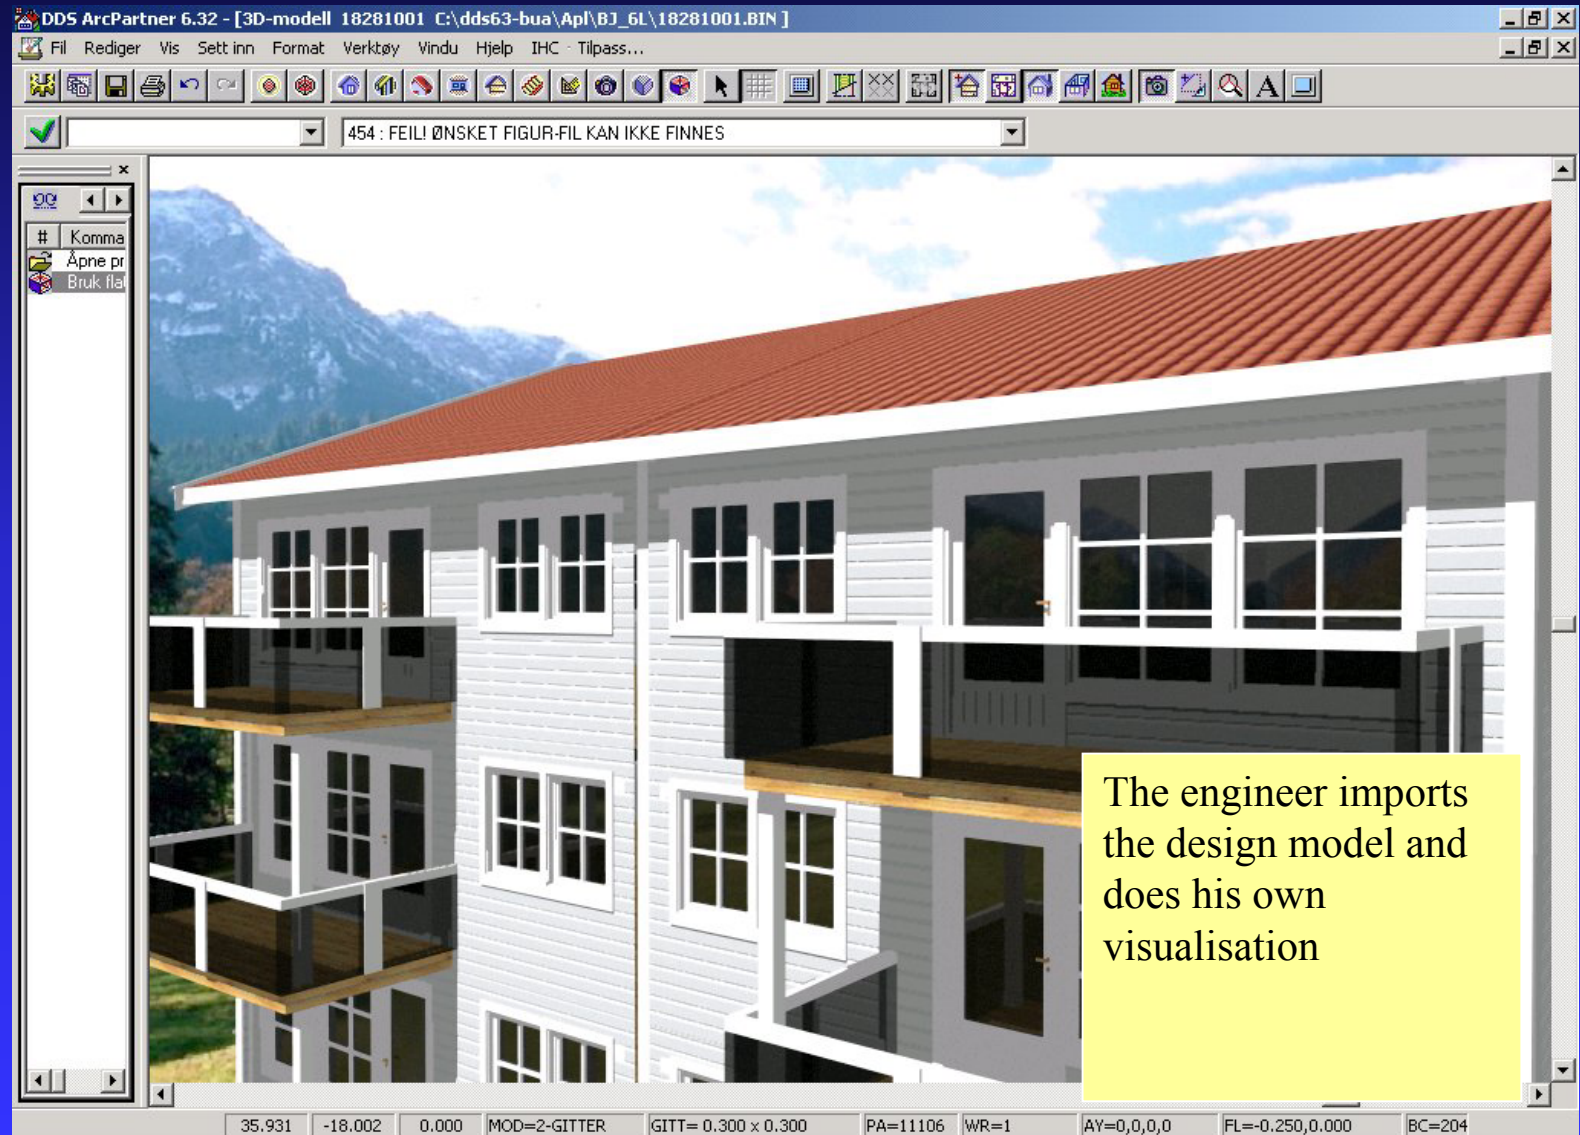 DDS ArcPartner 6.32 - [3D-modell 18281001 C:\dds63-bua\Apl\BJ_6L\18281001.BIN ]
Fil Rediger Vis Sett inn Format Verktøy Vindu Hjelp IHC - Tilpass...
454 : FEIL! ØNSKET FIGUR-FIL KAN IKKE FINNES
# Komma
Åpne pr
Bruk fla
The engineer imports
the design model and
does his own
visualisation
35.931 -18.002 0.000 MOD=2-GITTER GITT= 0.300 x 0.300 PA=11106 WR=1 AY=0,0,0,0 FL=-0.250,0.000 BC=204